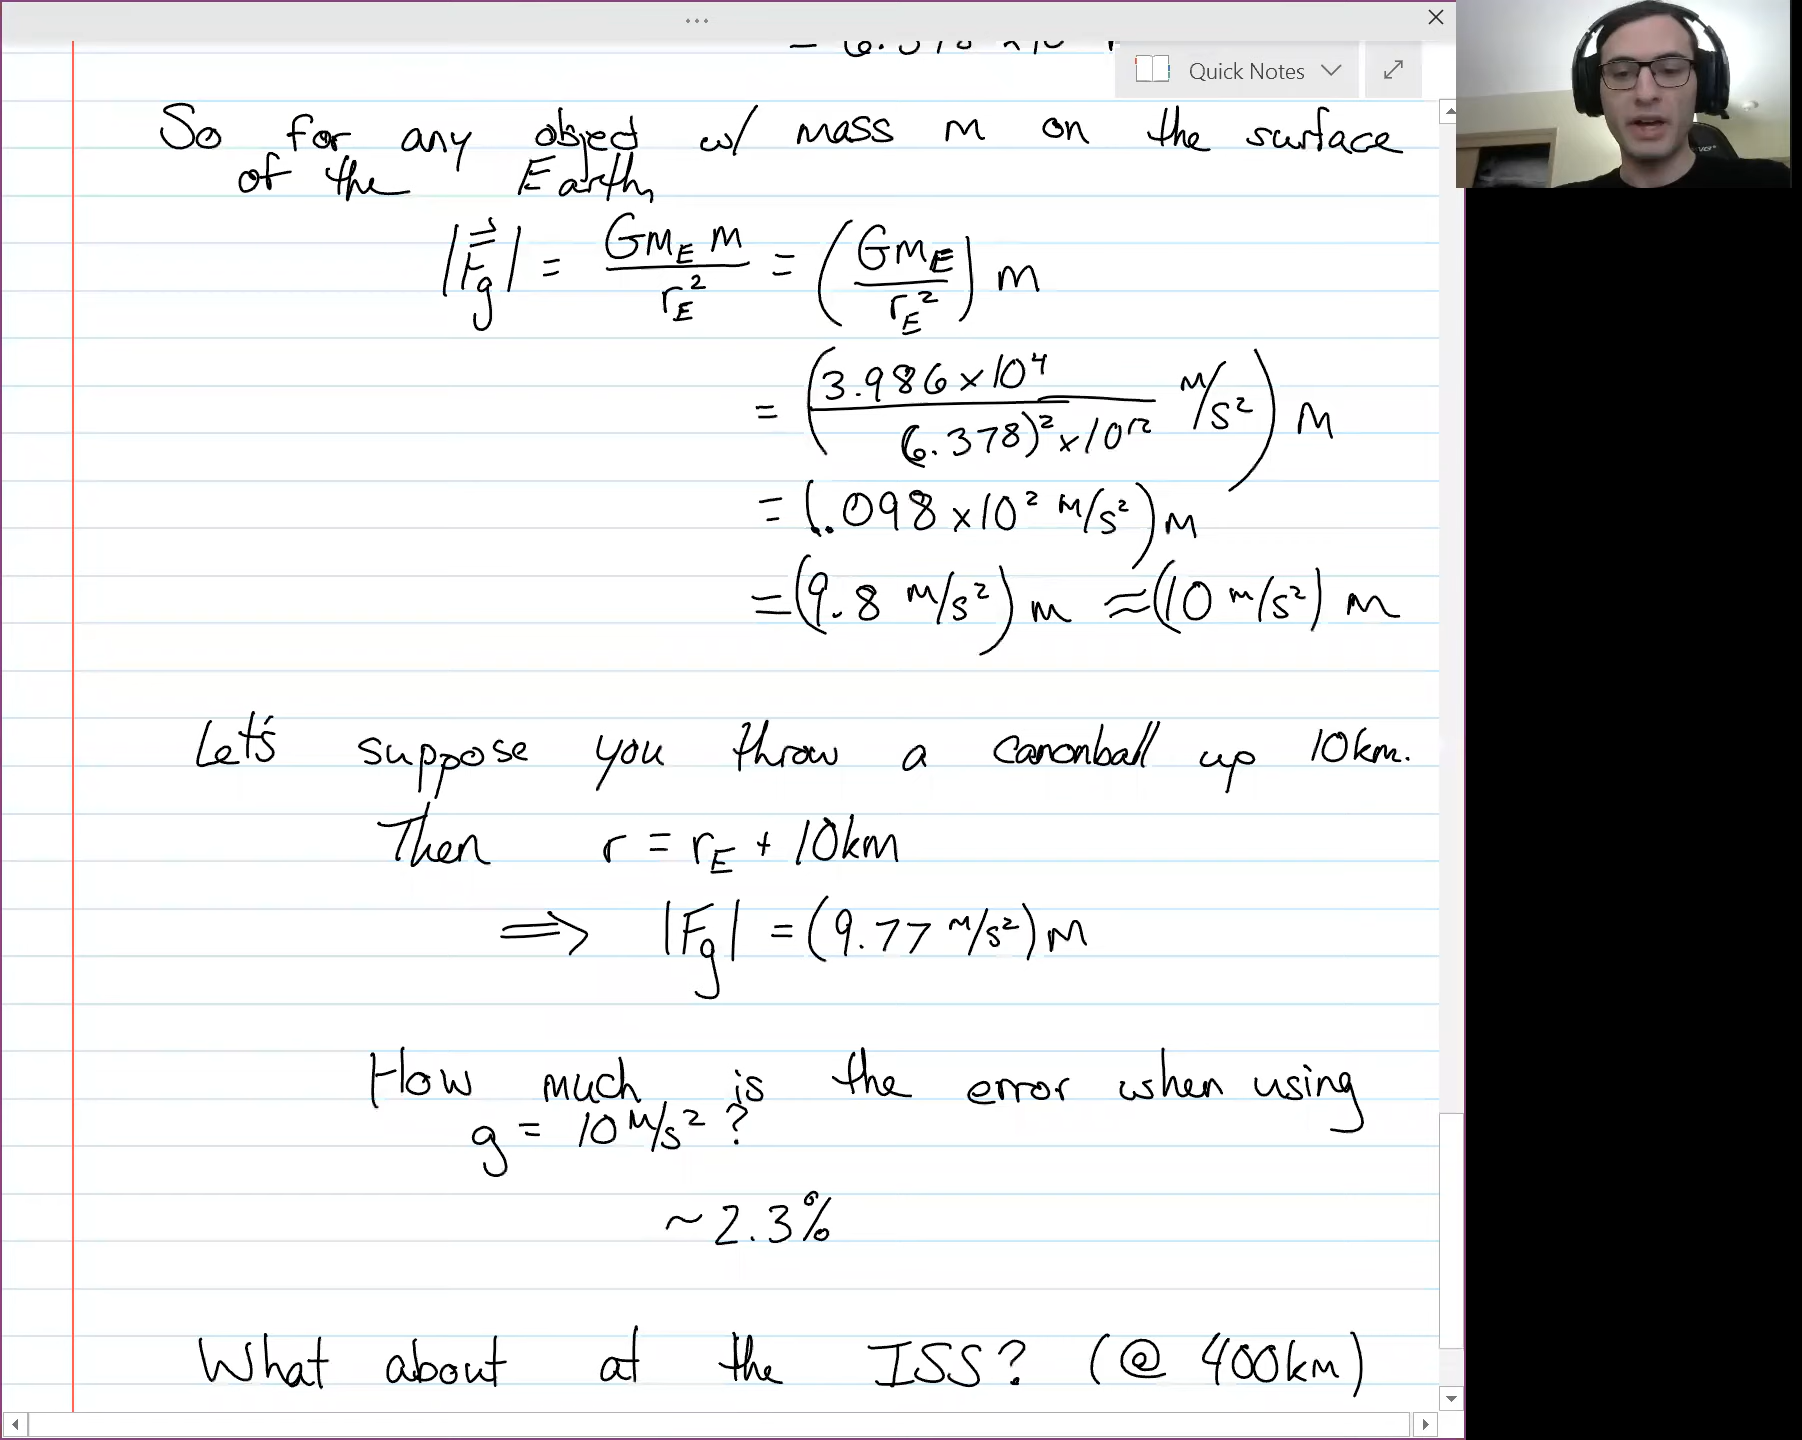 Quick Notes
So for any object w/ mass m on the surface
of the Earth,
|F⃗g| = GmE m / rE² = (GmE / rE²) m
= (3.986 × 10⁴ / (6.378)² × 10¹² m/s²) m
= (.098 × 10² m/s²) m
= (9.8 m/s²) m ≈ (10 m/s²) m
Let's suppose you throw a canonball up 10km.
Then r = rE + 10km
⟹ |Fg| = (9.77 m/s²) m
How much is the error when using
g = 10 m/s² ?
~ 2.3%
What about at the ISS? (@ 400km)